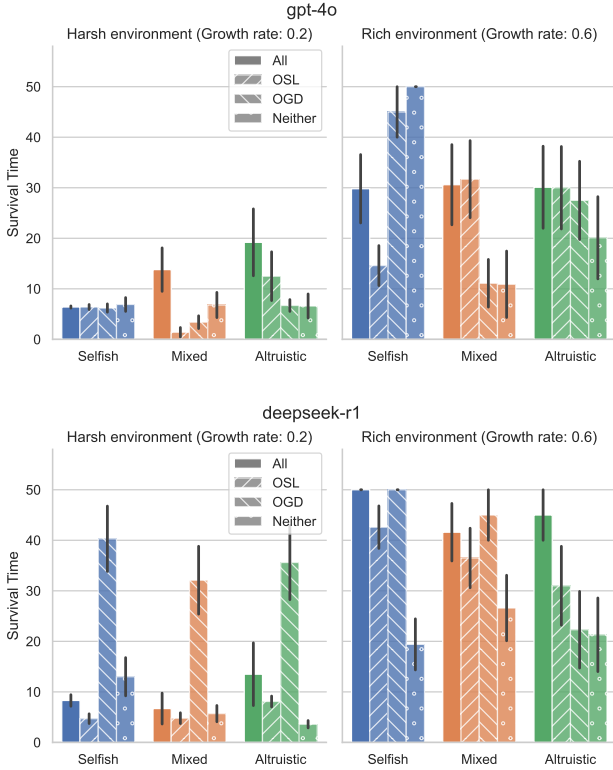 gpt-4o
Harsh environment (Growth rate: 0.2)
Rich environment (Growth rate: 0.6)
All
OSL
OGD
Neither
Survival Time
50
40
30
20
10
0
Selfish
Mixed
Altruistic
Selfish
Mixed
Altruistic
deepseek-r1
Harsh environment (Growth rate: 0.2)
Rich environment (Growth rate: 0.6)
All
OSL
OGD
Neither
Survival Time
50
40
30
20
10
0
Selfish
Mixed
Altruistic
Selfish
Mixed
Altruistic